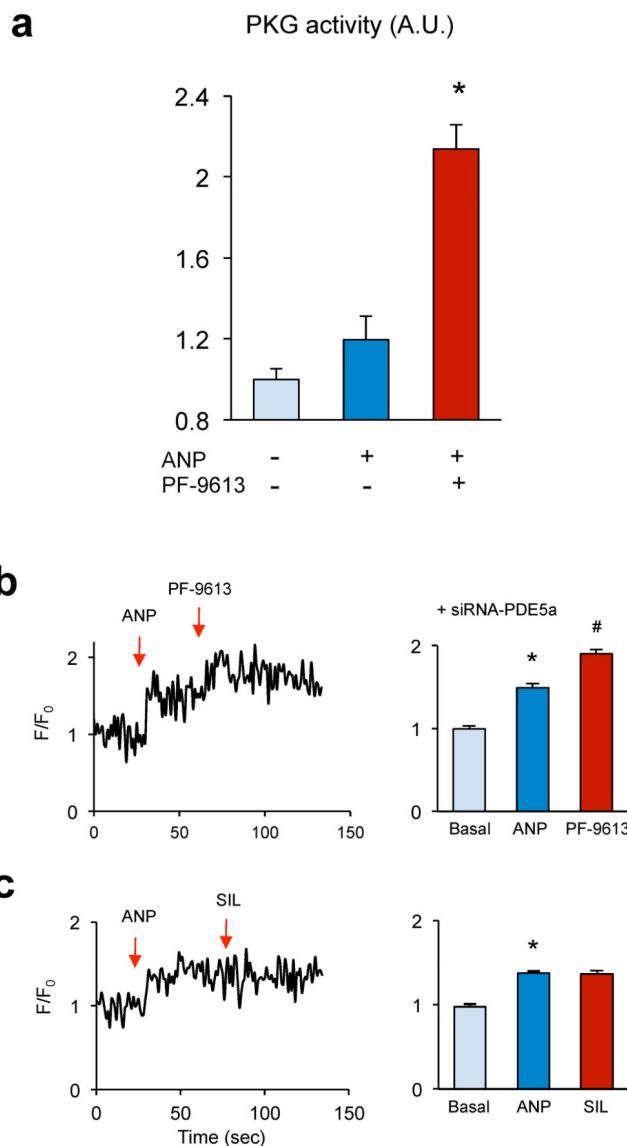 a
PKG activity (A.U.)
*
2.4
2
1.6
1.2
0.8
ANP - + +
PF-9613 - - +
b
ANP
PF-9613
F/F0
2
1
0
0 50 100 150
+ siRNA-PDE5a
*
#
2
1
0
Basal ANP PF-9613
c
ANP
SIL
F/F0
2
1
0
0 50 100 150
Time (sec)
*
2
1
0
Basal ANP SIL